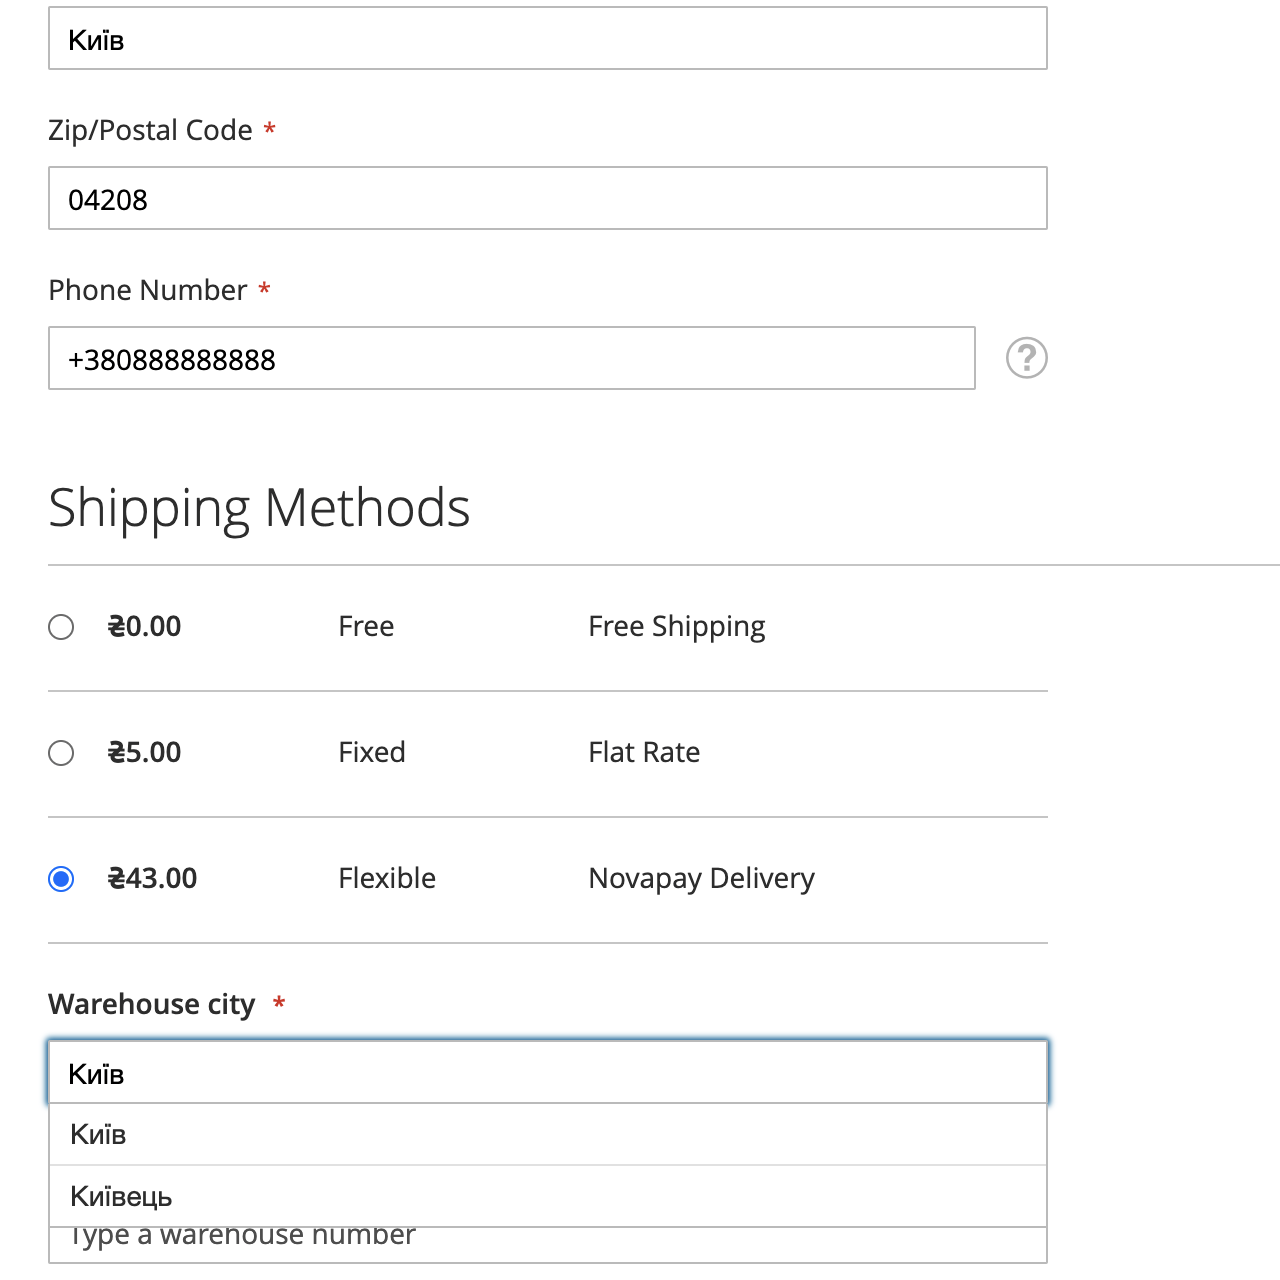 Київ
Zip/Postal Code *
04208
Phone Number *
+380888888888
?
Shipping Methods
₴0.00 Free Free Shipping
₴5.00 Fixed Flat Rate
₴43.00 Flexible Novapay Delivery
Warehouse city *
Київ
Київ
Київець
Type a warehouse number